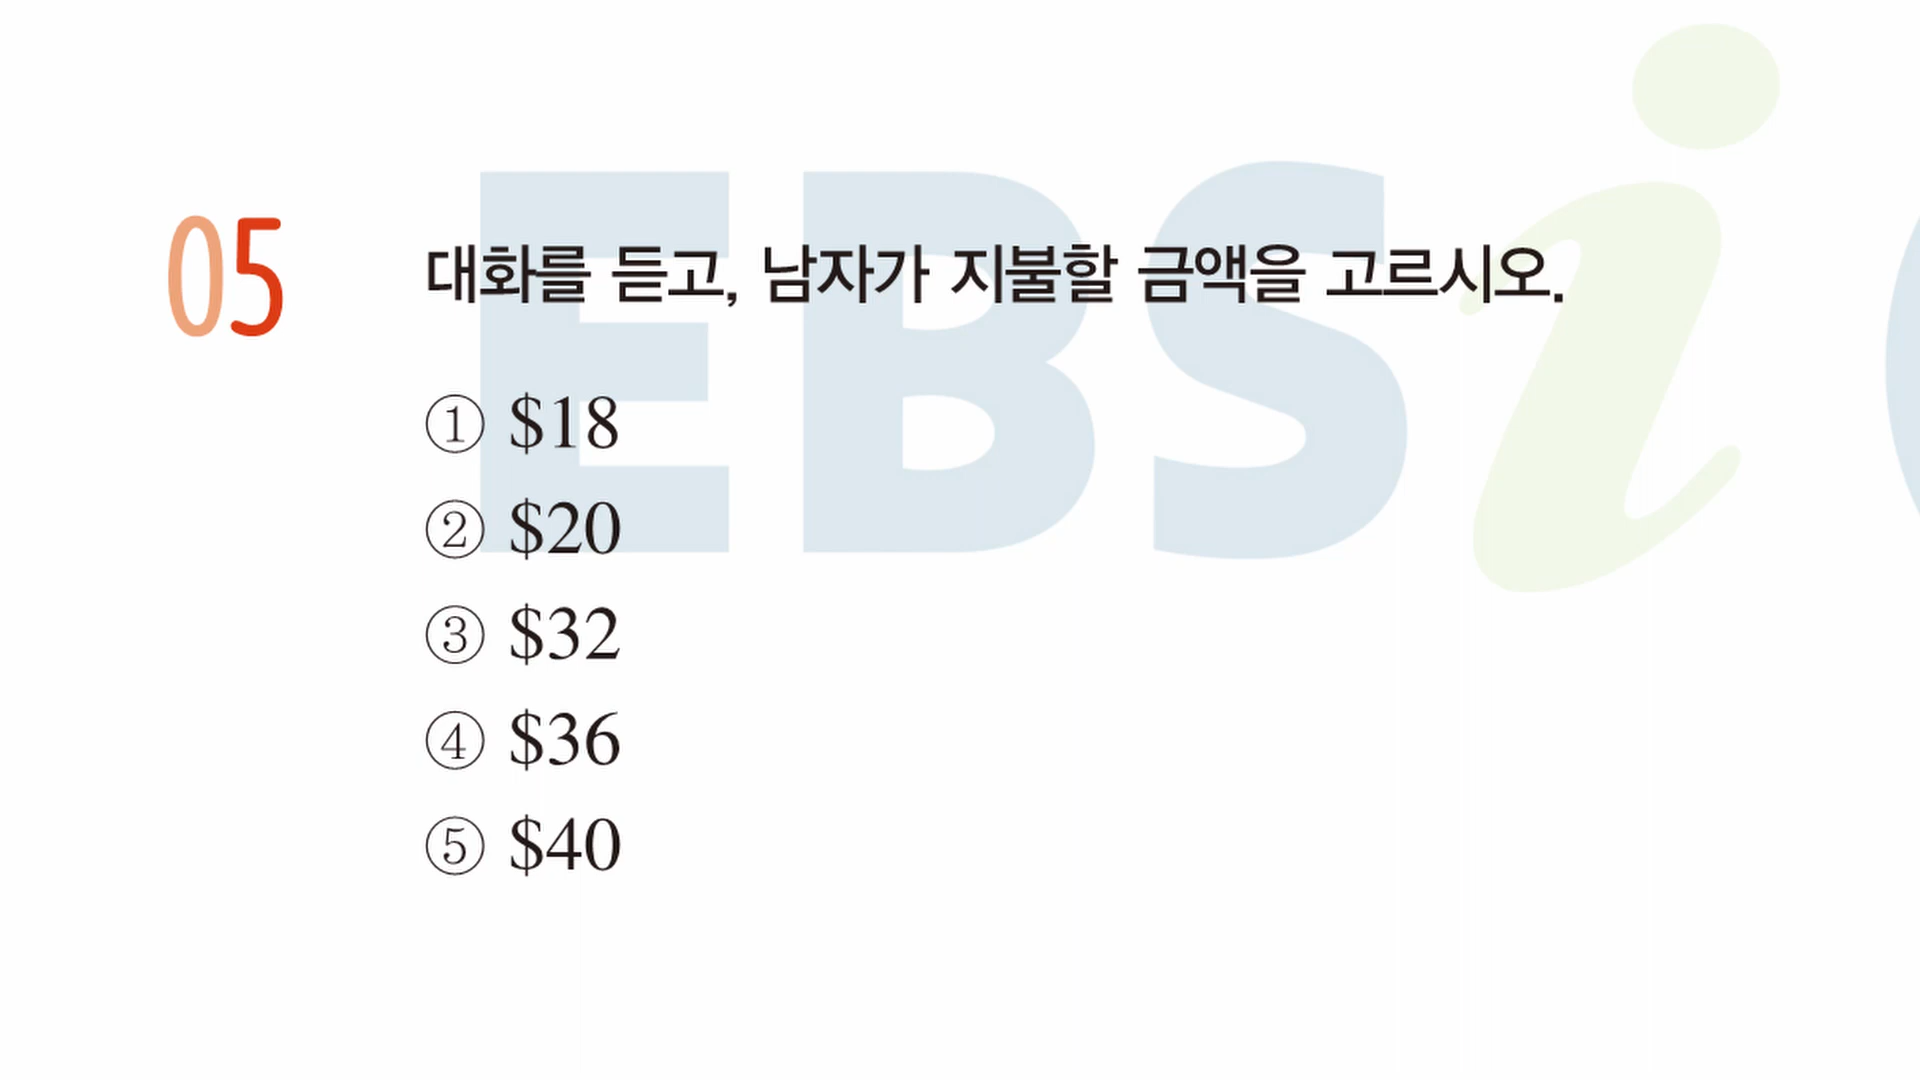 EBSi
05 대화를 듣고, 남자가 지불할 금액을 고르시오.
① $18
② $20
③ $32
④ $36
⑤ $40